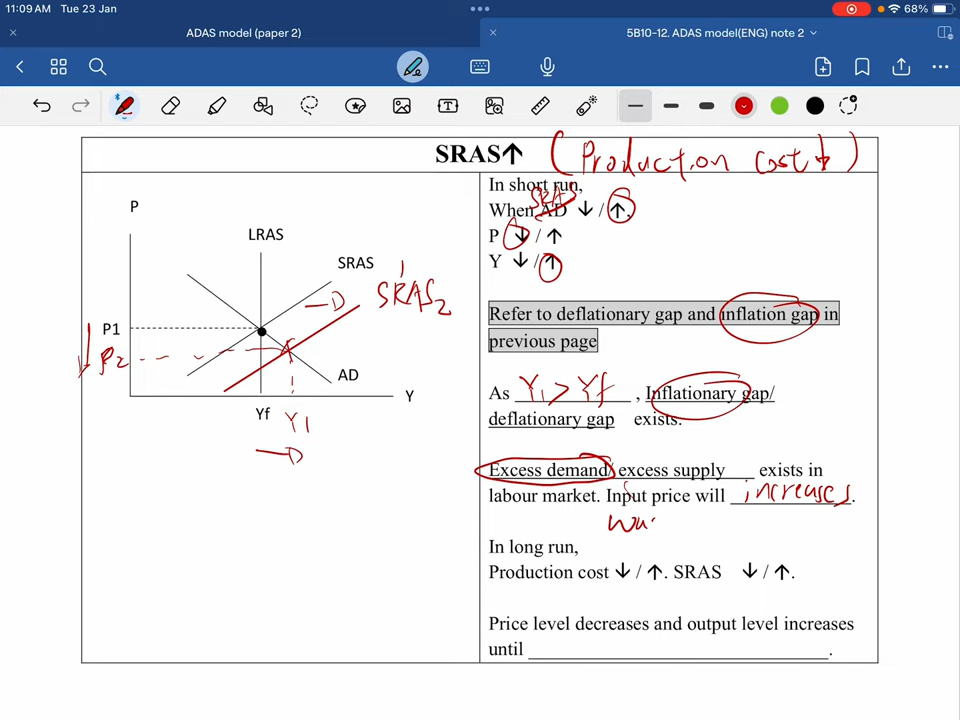 11:09 AM Tue 23 Jan 68%
ADAS model (paper 2) 5B10-12. ADAS model(ENG) note 2
SRAS↑ (Production cost ↓)
P
LRAS
SRAS 1
SRAS2
P1
P2
AD
Y
Yf
Y1
In short run,
SRAS
When AD ↓ / ↑.
P ↓ / ↑
Y ↓ / ↑
Refer to deflationary gap and inflation gap in
previous page
As Y1 > Yf , Inflationary gap/
deflationary gap exists.
Excess demand/ excess supply exists in
labour market. Input price will increases.
In long run,
Production cost ↓ / ↑. SRAS ↓ / ↑.
Price level decreases and output level increases
until ______________________________.